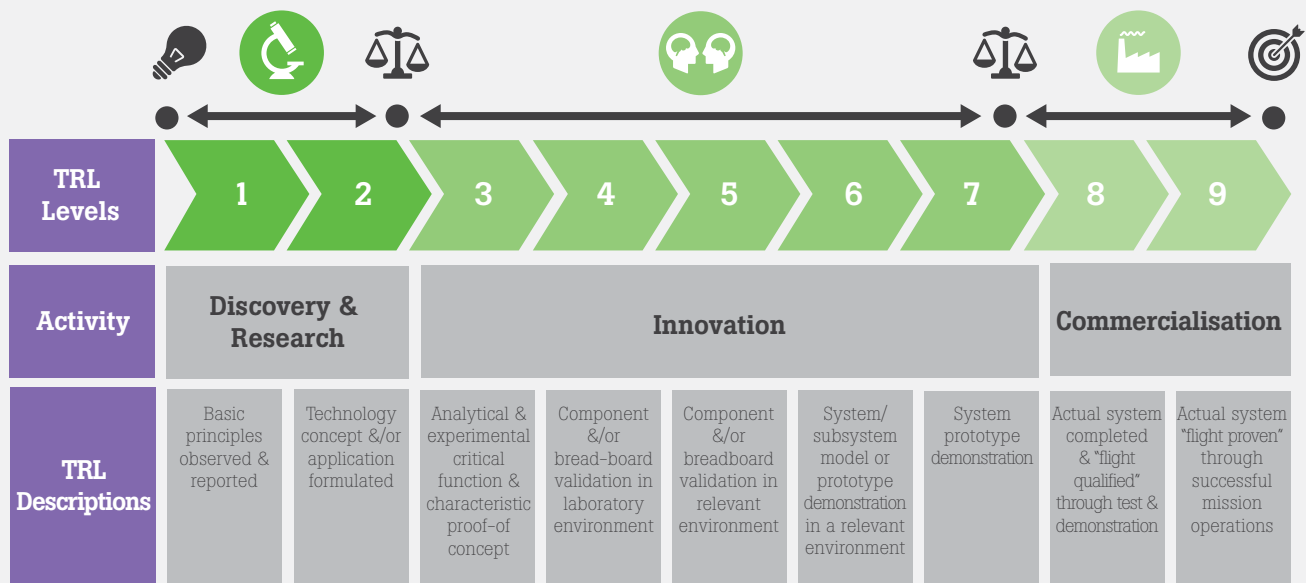 TRL
Levels
1
2
3
4
5
6
7
8
9
Activity
Discovery &
Research
Innovation
Commercialisation
TRL
Descriptions
Basic
principles
observed &
reported
Technology
concept &/or
application
formulated
Analytical &
experimental
critical
function &
characteristic
proof-of
concept
Component
&/or
bread-board
validation in
laboratory
environment
Component
&/or
breadboard
validation in
relevant
environment
System/
subsystem
model or
prototype
demonstration
in a relevant
environment
System
prototype
demonstration
Actual system
completed
& "flight
qualified"
through test &
demonstration
Actual system
"flight proven"
through
successful
mission
operations